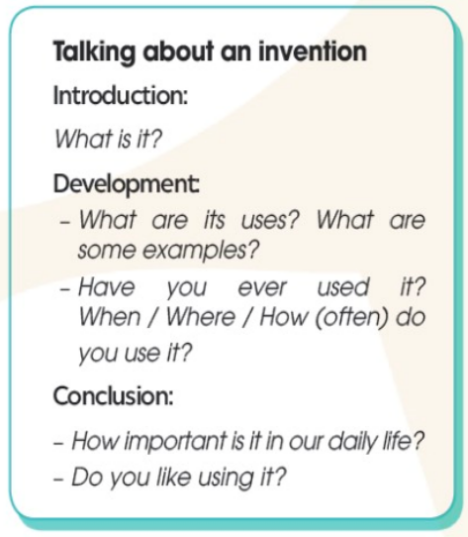 Talking about an invention
Introduction:
What is it?
Development:
– What are its uses? What are
some examples?
– Have you ever used it?
When / Where / How (often) do
you use it?
Conclusion:
– How important is it in our daily life?
– Do you like using it?